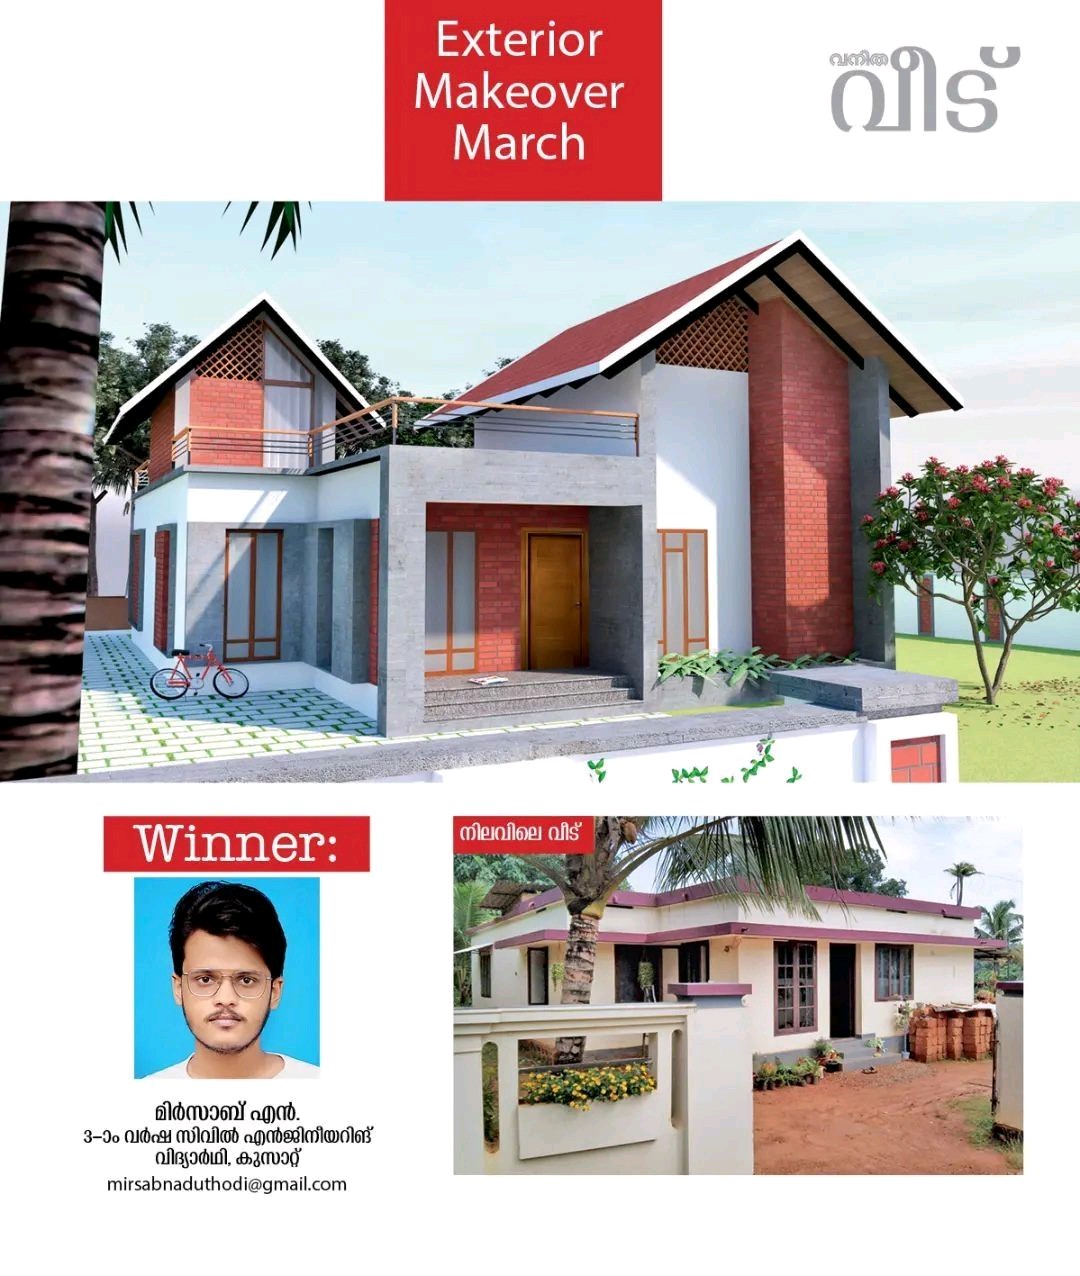 Exterior
Makeover
March
വനിത
വീട്
Winner:
നിലവിലെ വീട്
മിർസാബ് എൻ.
3-ാം വർഷ സിവിൽ എൻജിനീയറിങ്
വിദ്യാർഥി, കുസാറ്റ്
mirsabnaduthodi@gmail.com